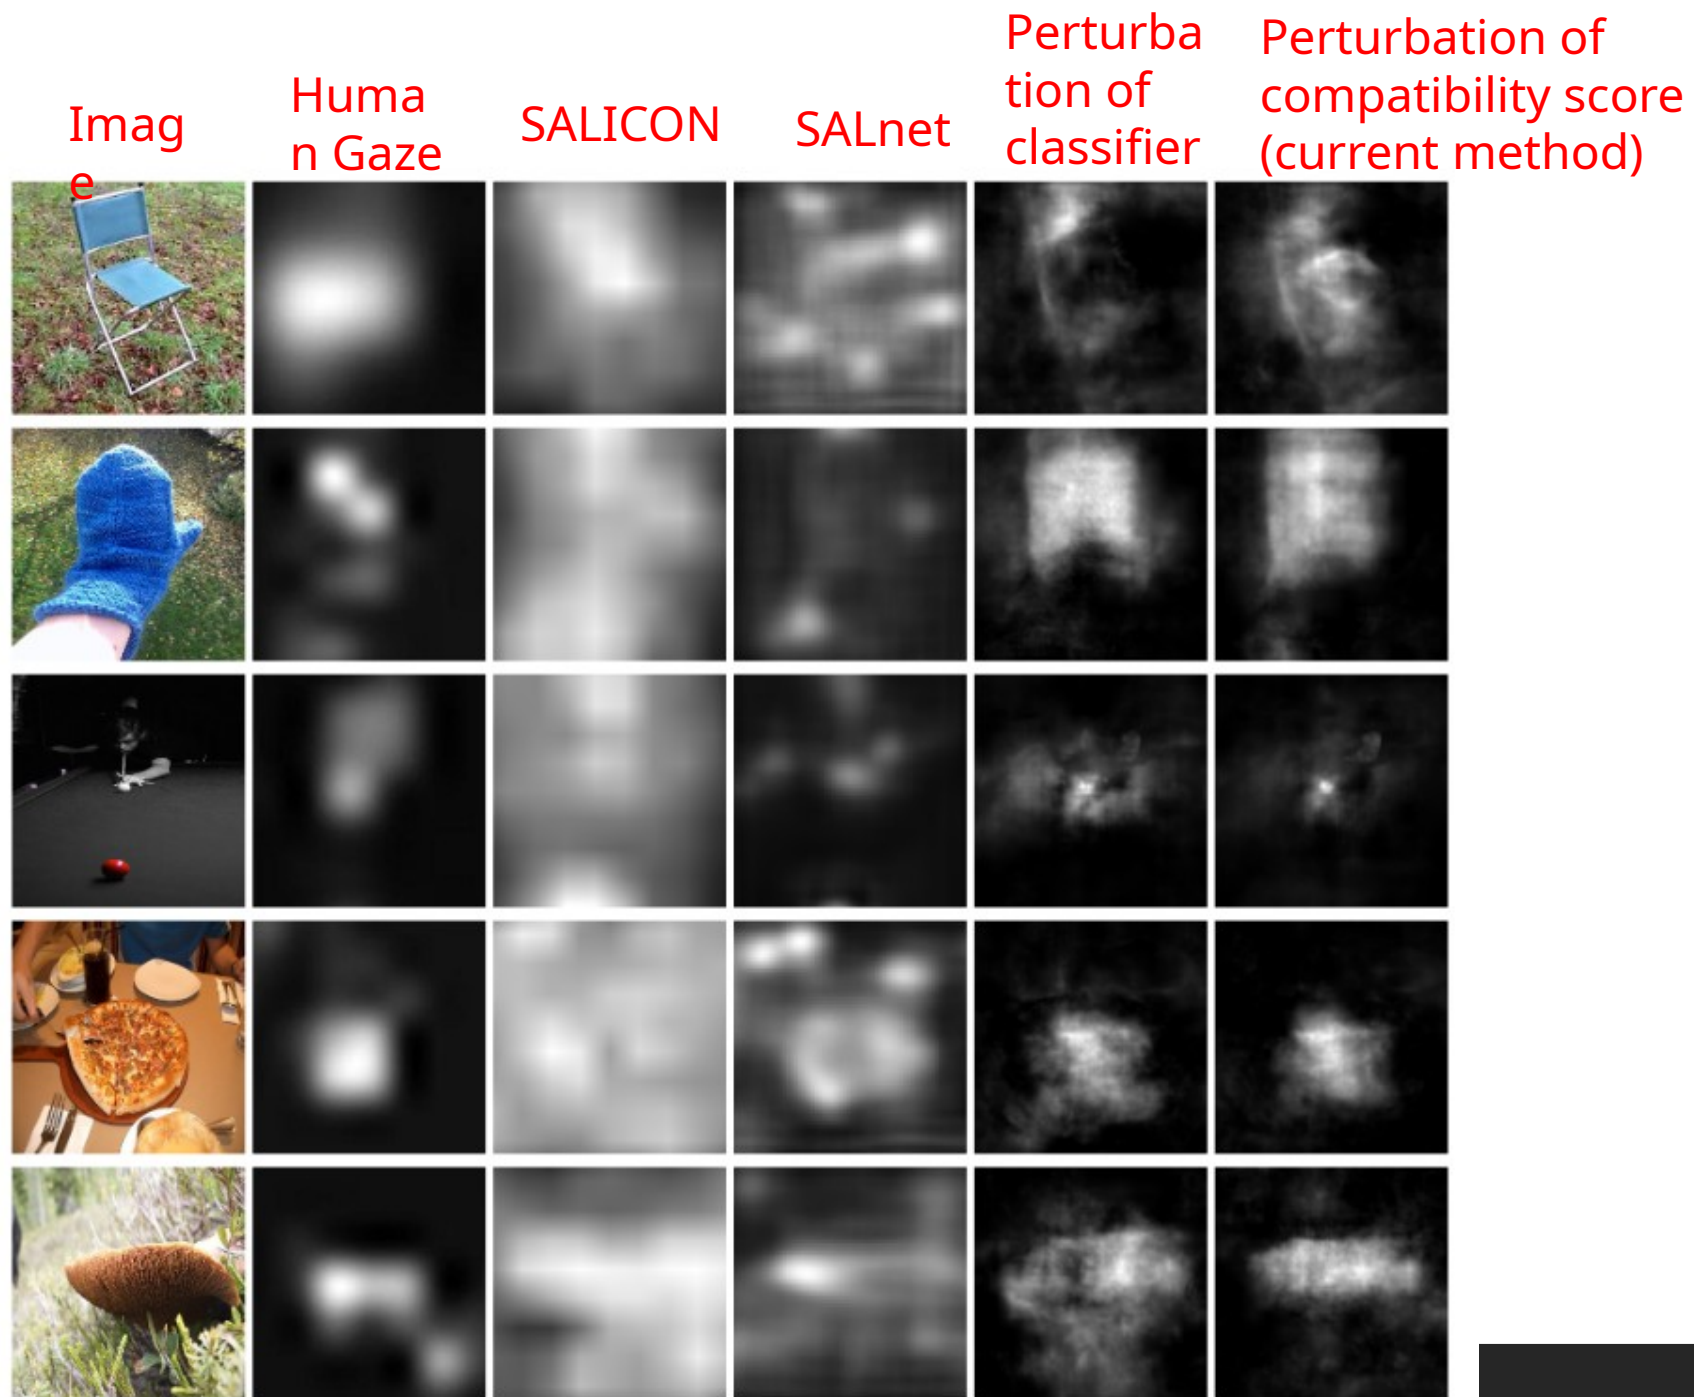 Imag
e
Huma
n Gaze
SALICON
SALnet
Perturba
tion of
classifier
Perturbation of
compatibility score
(current method)